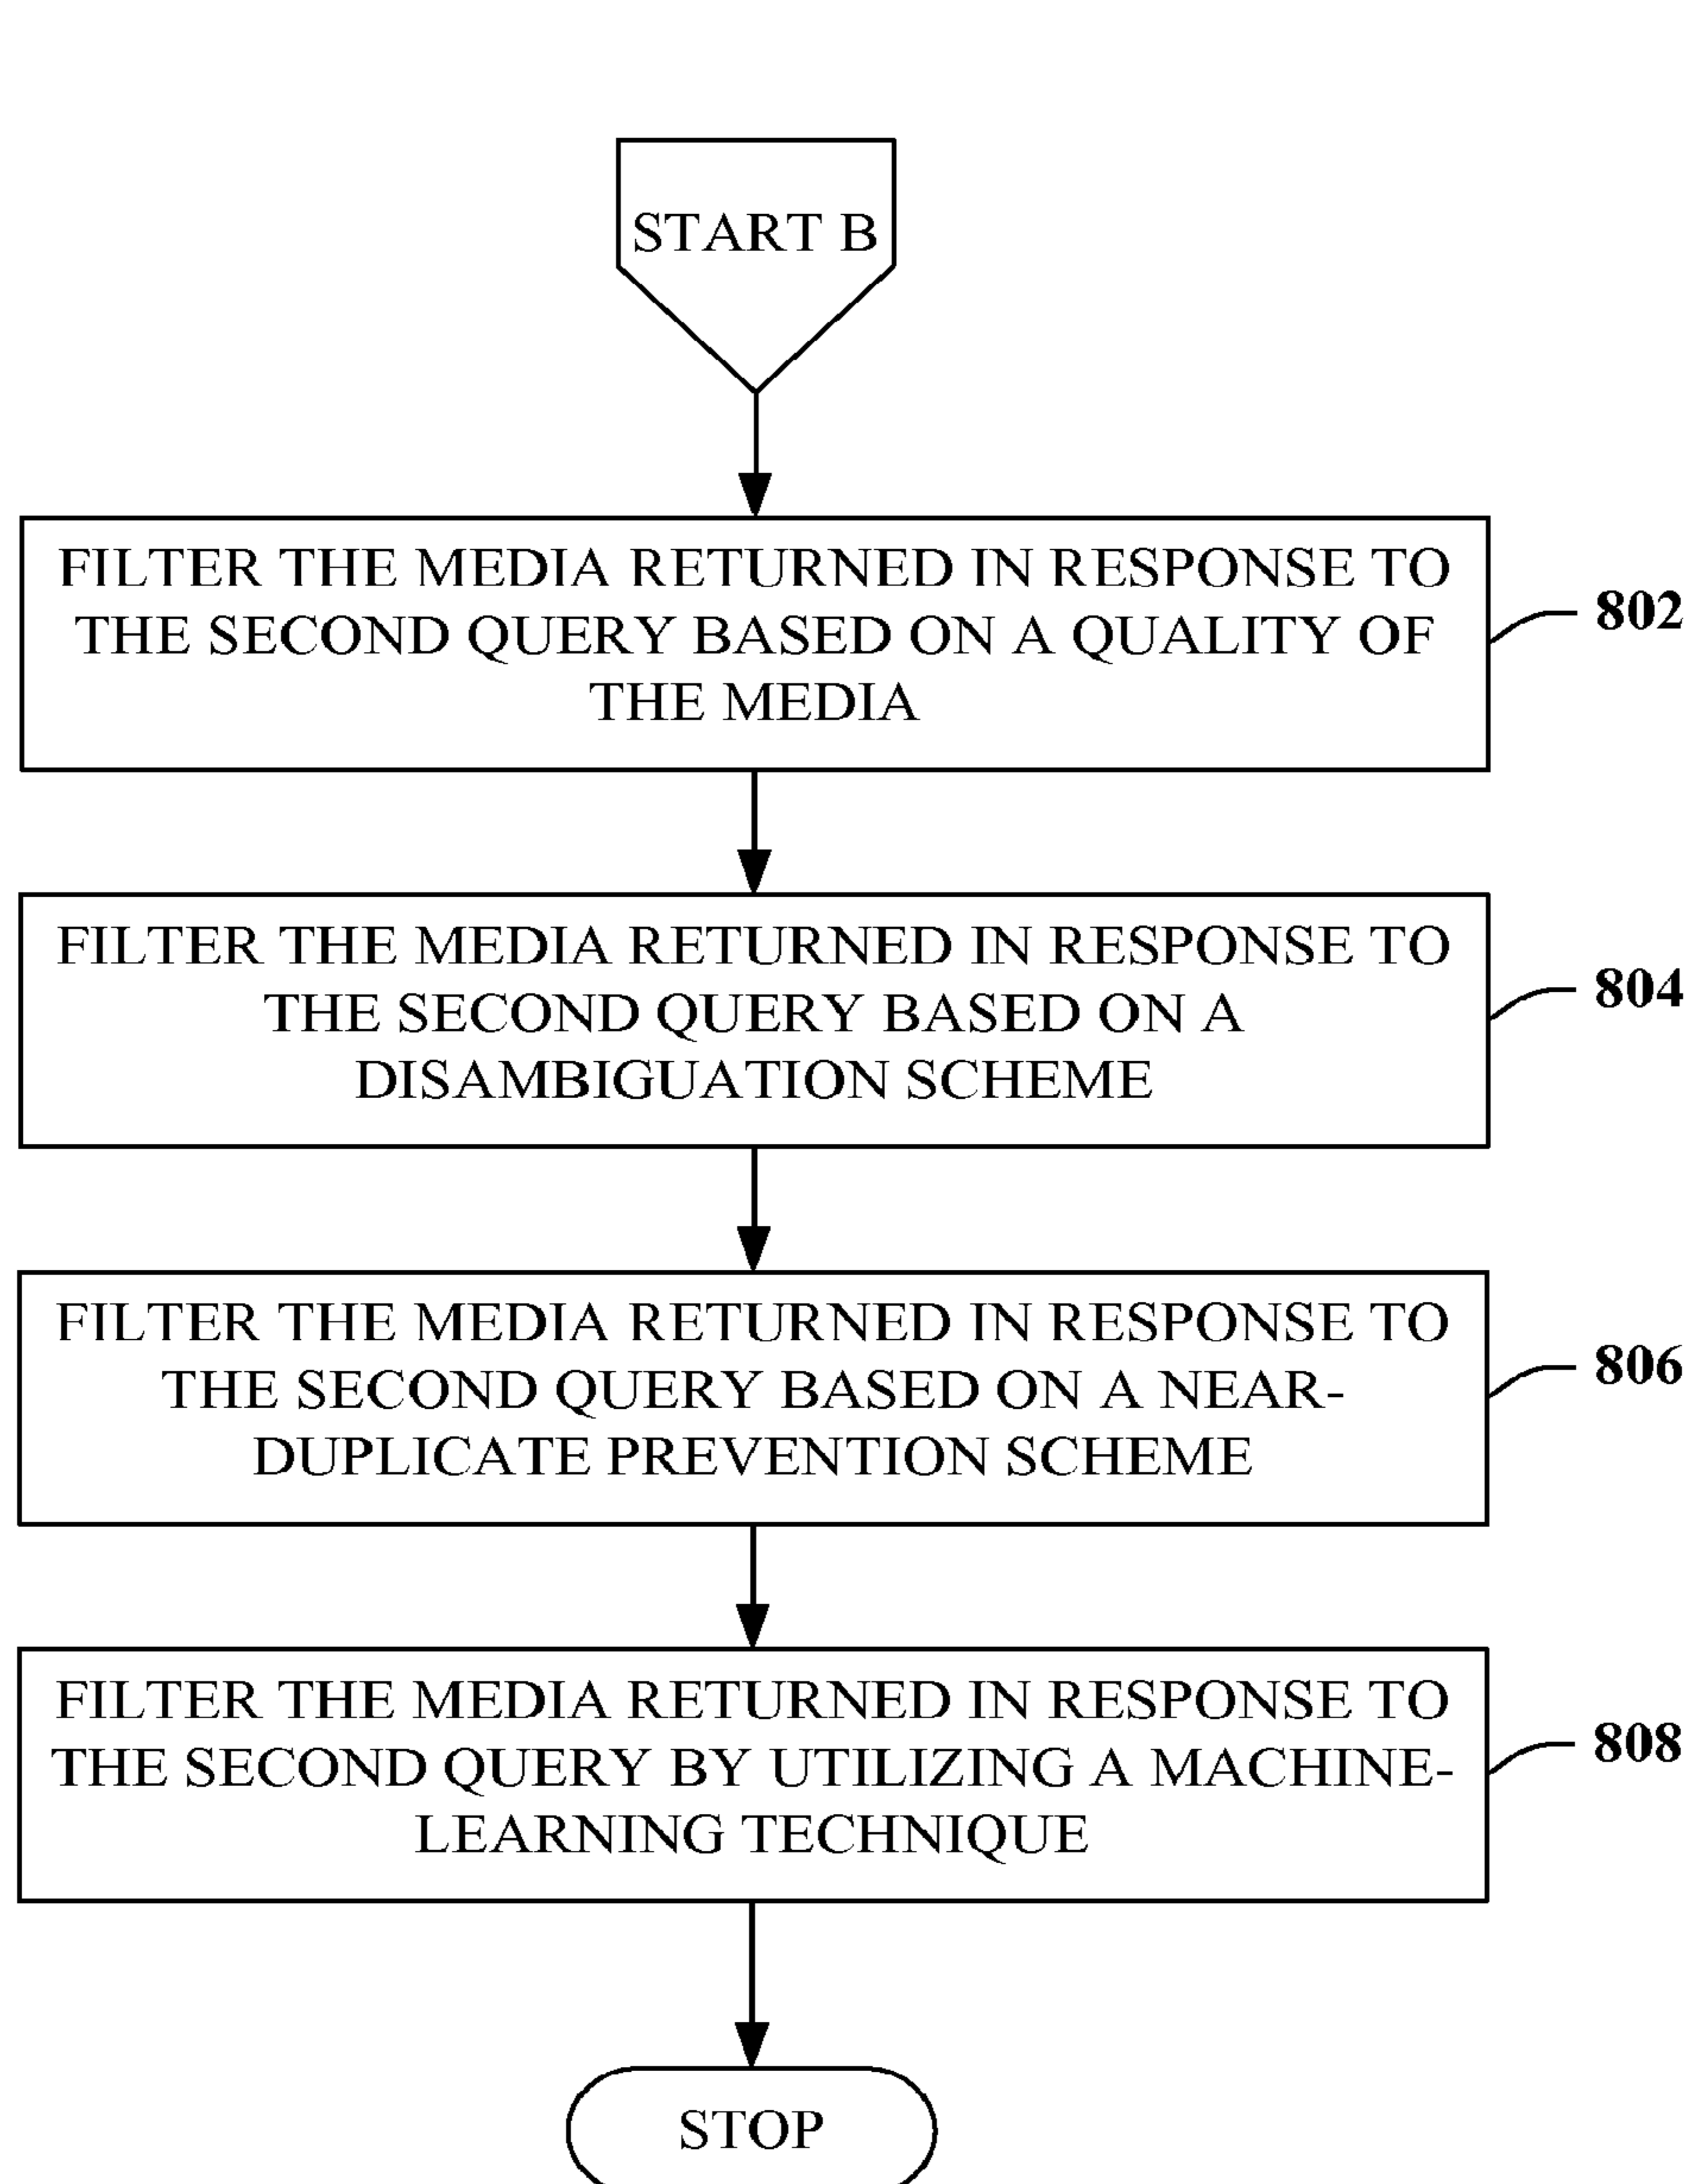 START B
FILTER THE MEDIA RETURNED IN RESPONSE TO
THE SECOND QUERY BASED ON A QUALITY OF
THE MEDIA
802
FILTER THE MEDIA RETURNED IN RESPONSE TO
THE SECOND QUERY BASED ON A
DISAMBIGUATION SCHEME
804
FILTER THE MEDIA RETURNED IN RESPONSE TO
THE SECOND QUERY BASED ON A NEAR-
DUPLICATE PREVENTION SCHEME
806
FILTER THE MEDIA RETURNED IN RESPONSE TO
THE SECOND QUERY BY UTILIZING A MACHINE-
LEARNING TECHNIQUE
808
STOP